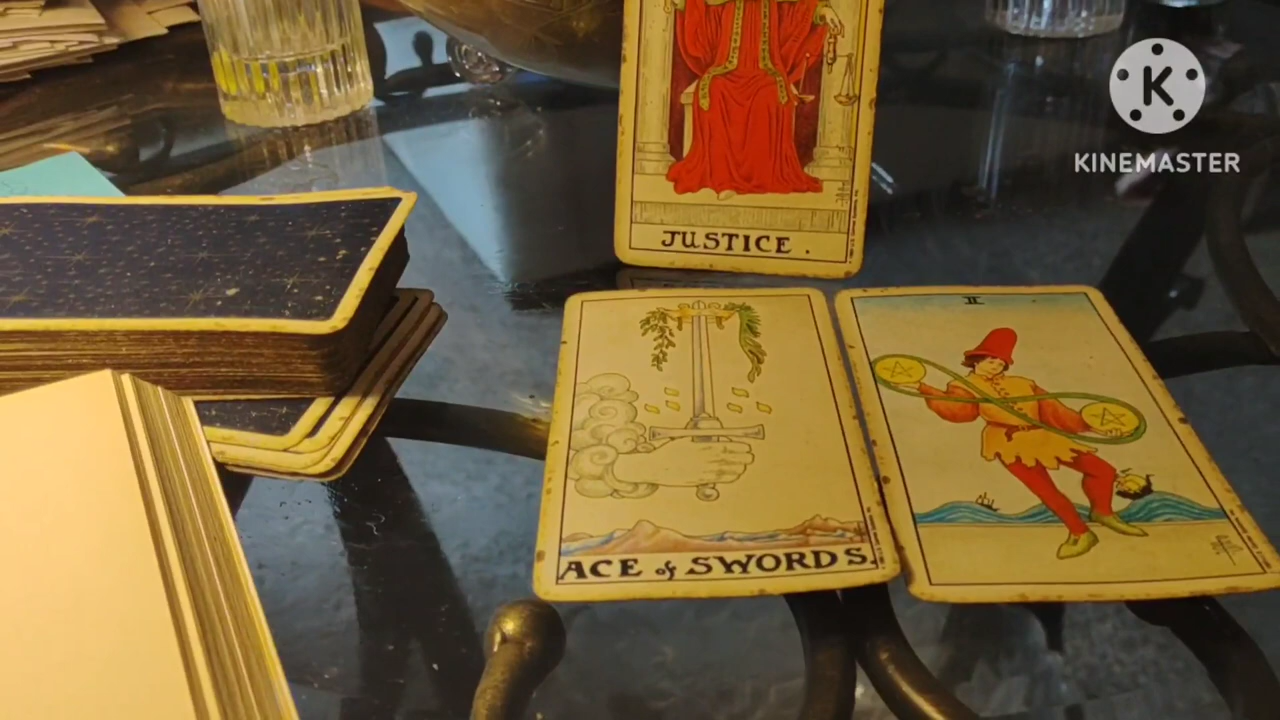 K
KINEMASTER
JUSTICE .
II
ACE of SWORDS.